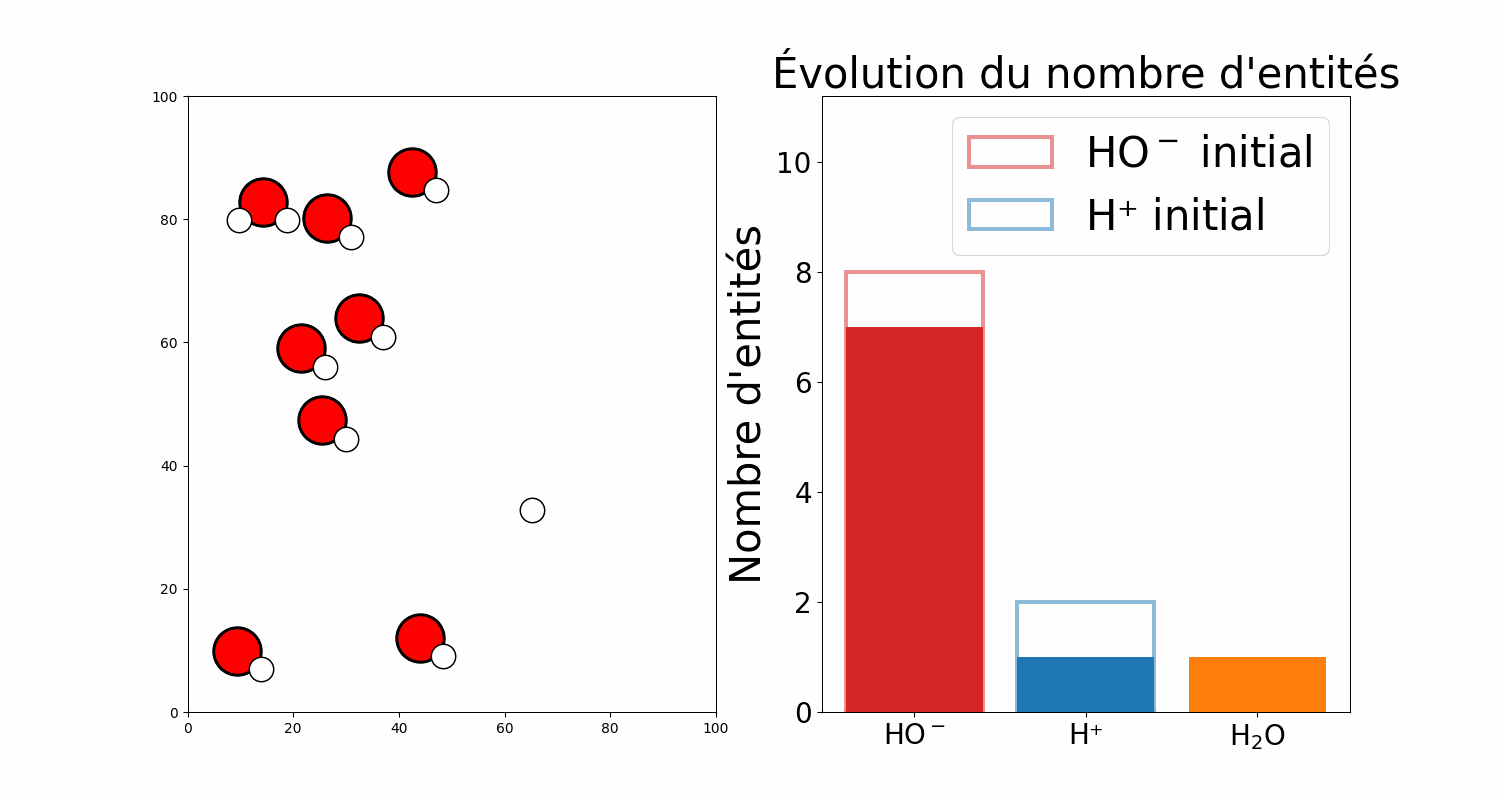 100
80
60
40
20
0
0 20 40 60 80 100
Évolution du nombre d'entités
HO⁻ initial
H⁺ initial
Nombre d'entités
10
8
6
4
2
0
HO⁻ H⁺ H₂O